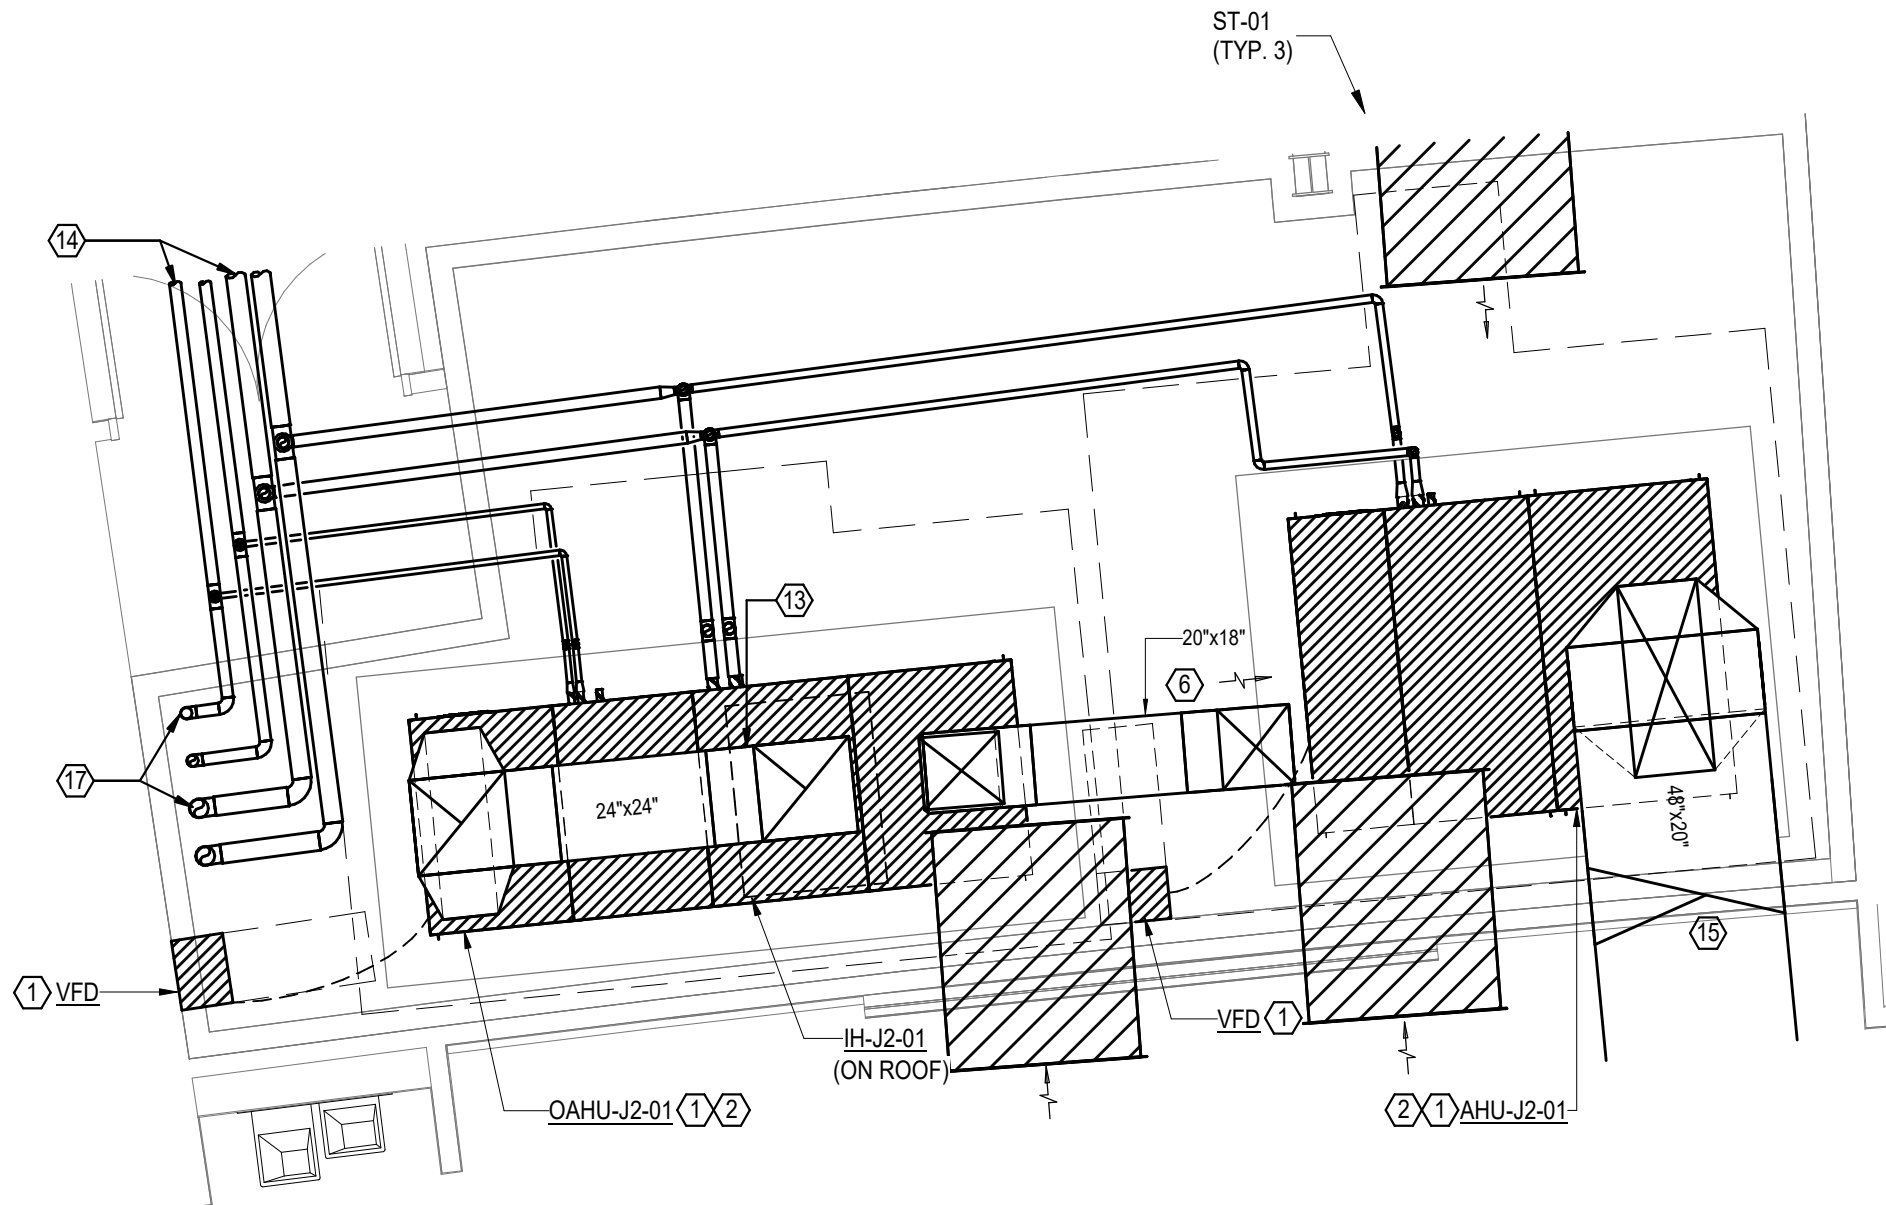 ST-01
(TYP. 3)
14
13
20"x18"
6
17
24"x24"
48"x20"
15
1 VFD
VFD 1
IH-J2-01
(ON ROOF)
OAHU-J2-01 1 2
2 1 AHU-J2-01